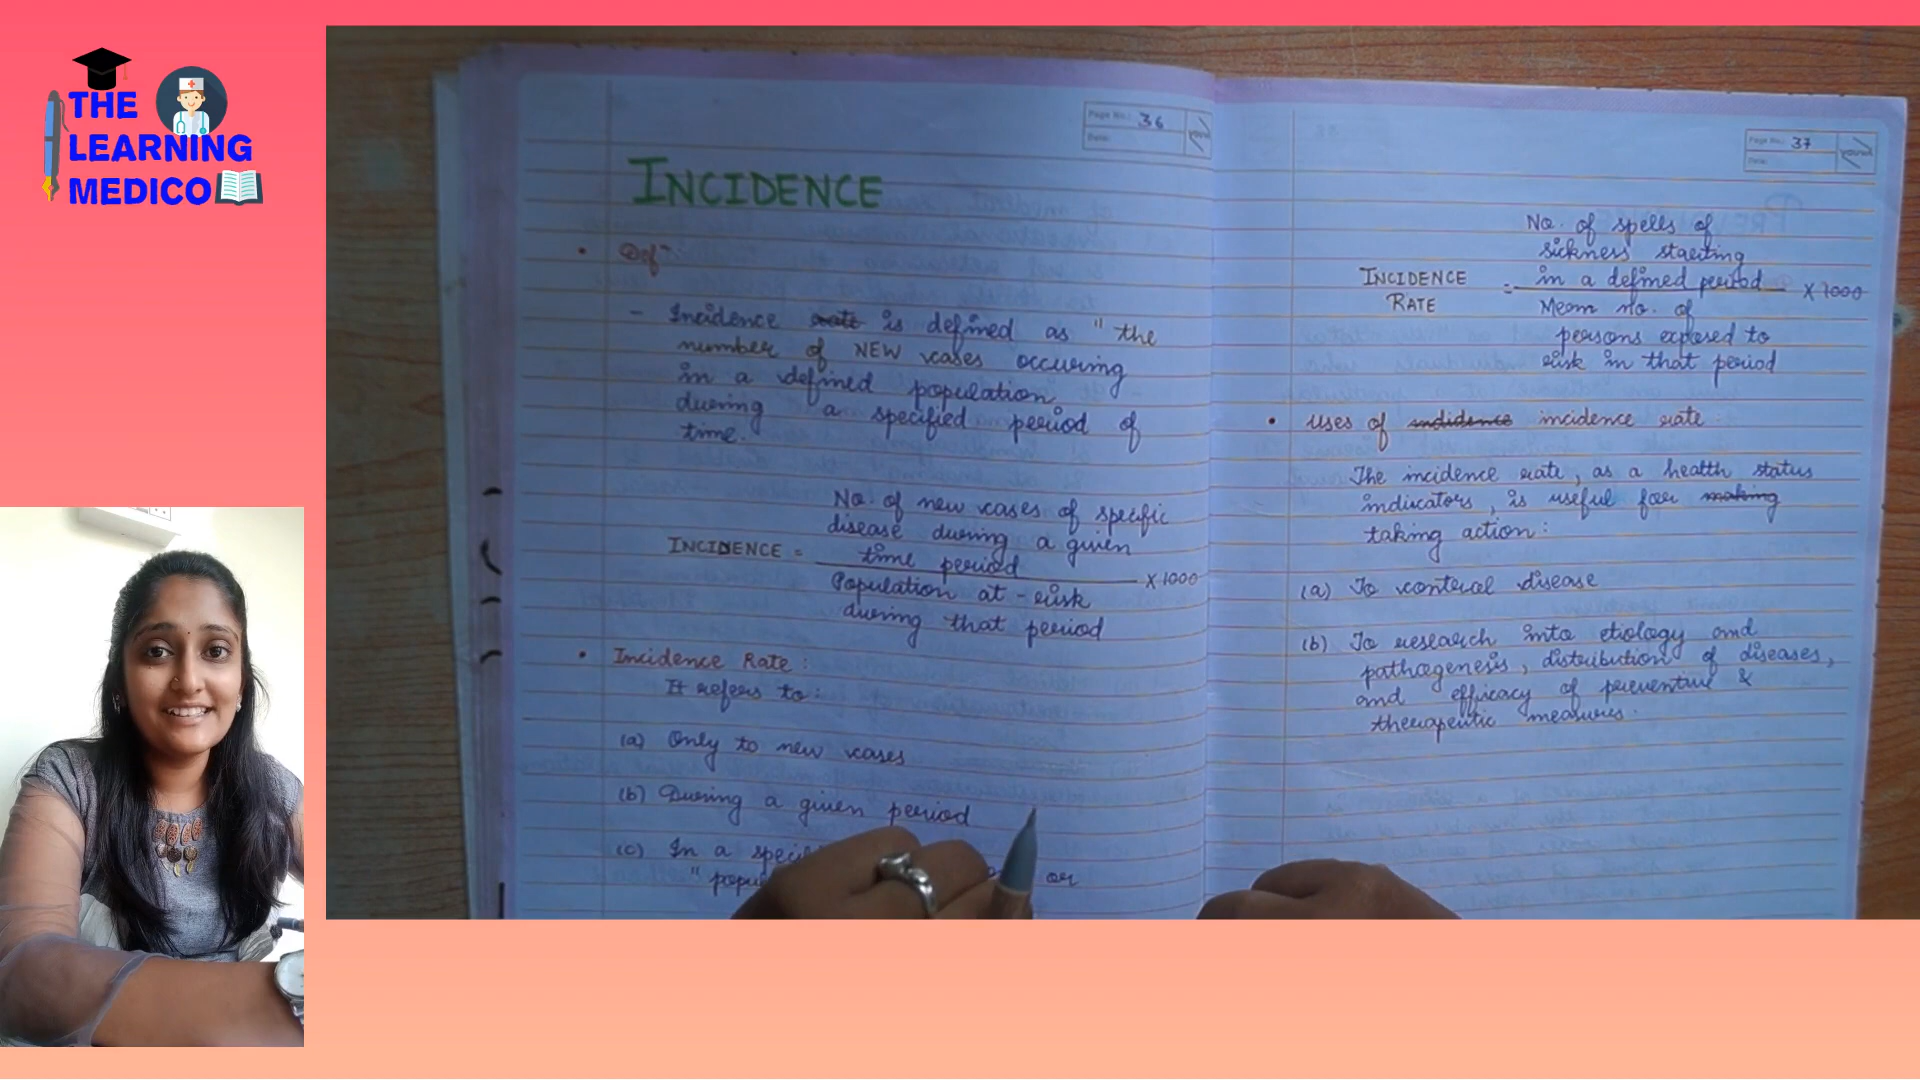 THE
LEARNING
MEDICO
Page No.: 36
Date:
INCIDENCE
• Defⁿ
- Incidence rate is defined as " the
number of NEW cases occuring
in a defined population
during a specified period of
time.
No. of new cases of specific
disease during a given
time period
INCIDENCE = X 1000
Population at - risk
during that period
• Incidence Rate :
It refers to :
(a) Only to new cases
(b) During a given period
(c) In a speci
" popu or
Page No.: 37
Date:
No. of spells of
sickness starting
in a defined period
INCIDENCE RATE = X 1000
Mean no. of
persons exposed to
risk in that period
• Uses of indidence incidence rate :
The incidence rate, as a health status
indicators, is useful for making
taking action :
(a) To control disease
(b) To research into etiology and
pathogenesis, distribution of diseases,
and efficacy of preventive &
therapeutic measures.